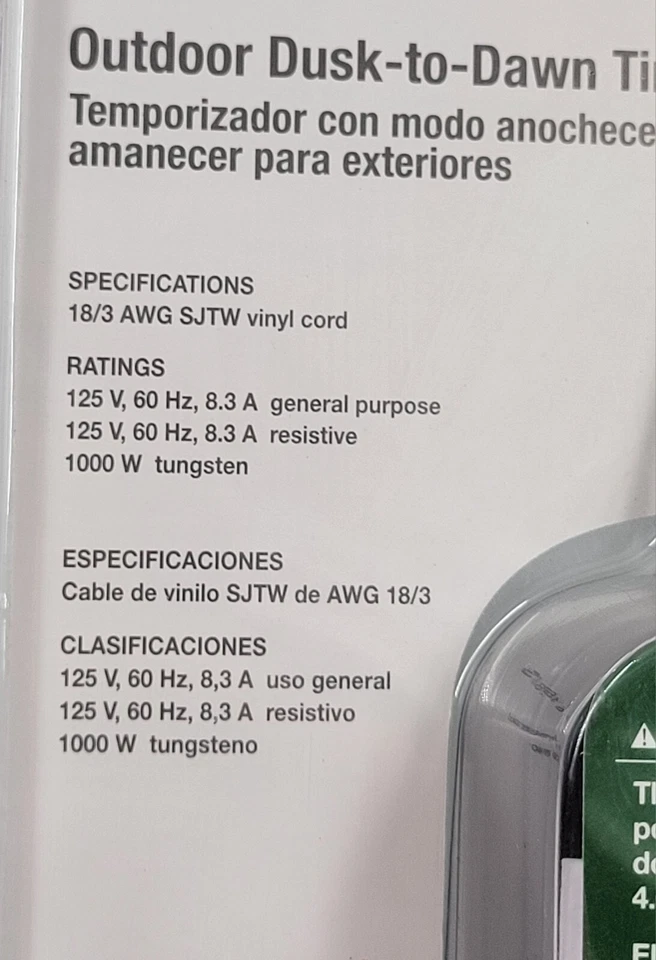 Outdoor Dusk-to-Dawn
Temporizador con modo
amanecer para exteriores
SPECIFICATIONS
18/3 AWG SJTW vinyl cord
RATINGS
125 V, 60 Hz, 8.3 A general purpose
125 V, 60 Hz, 8.3 A resistive
1000 W tungsten
ESPECIFICACIONES
Cable de vinilo SJTW de AWG 18/3
CLASIFICACIONES
125 V, 60 Hz, 8,3 A uso general
125 V, 60 Hz, 8,3 A resistivo
1000 W tungsteno
4.